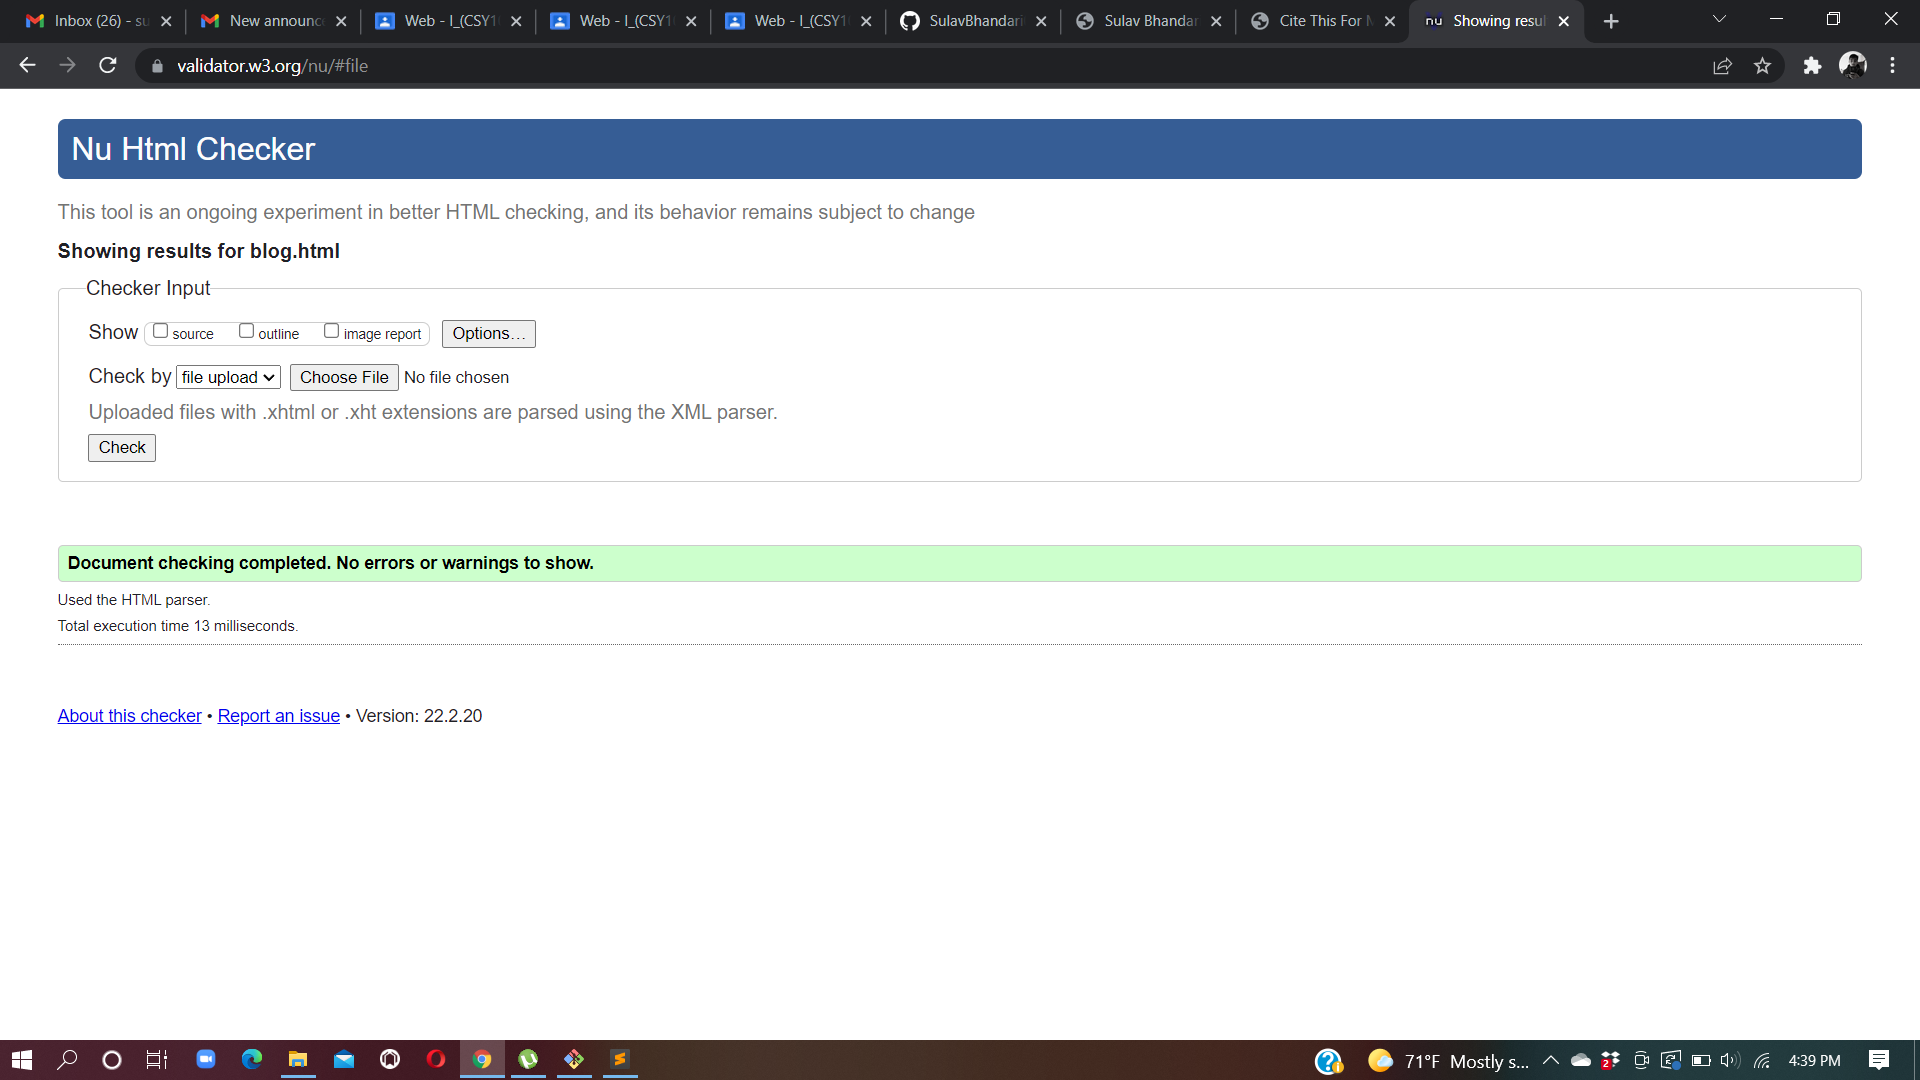 Inbox (26) - su
New announc
Web - I_(CSY1
Web - I_(CSY1
Web - I_(CSY1
SulavBhandari
Sulav Bhandar
Cite This For M
nu Showing resul
validator.w3.org/nu/#file
Nu Html Checker
This tool is an ongoing experiment in better HTML checking, and its behavior remains subject to change
Showing results for blog.html
Checker Input
Show source outline image report Options…
Check by file upload Choose File No file chosen
Uploaded files with .xhtml or .xht extensions are parsed using the XML parser.
Check
Document checking completed. No errors or warnings to show.
Used the HTML parser.
Total execution time 13 milliseconds.
About this checker • Report an issue • Version: 22.2.20
71°F Mostly s... 2 4:39 PM